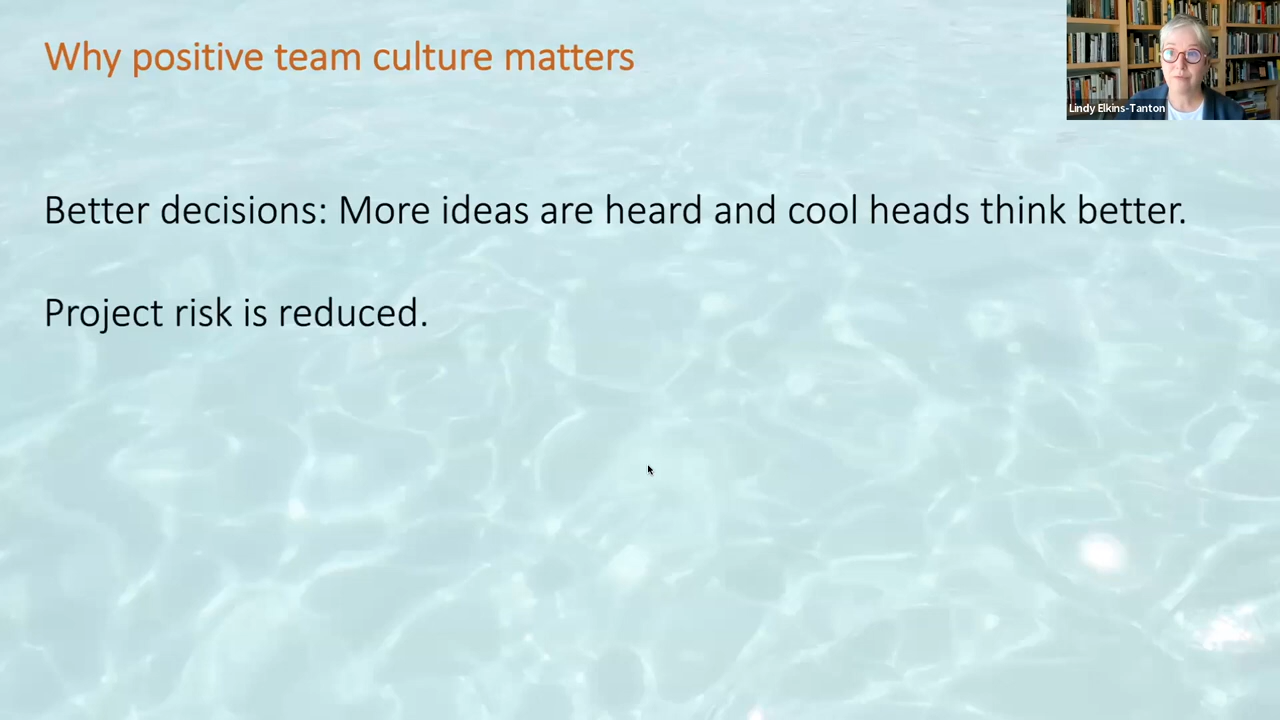 Why positive team culture matters
Lindy Elkins-Tanton
Better decisions: More ideas are heard and cool heads think better.
Project risk is reduced.